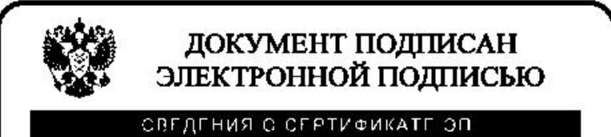 ДОКУМЕНТ ПОДПИСАН
ЭЛЕКТРОННОЙ ПОДПИСЬЮ
СВЕДЕНИЯ О СЕРТИФИКАТЕ ЭП